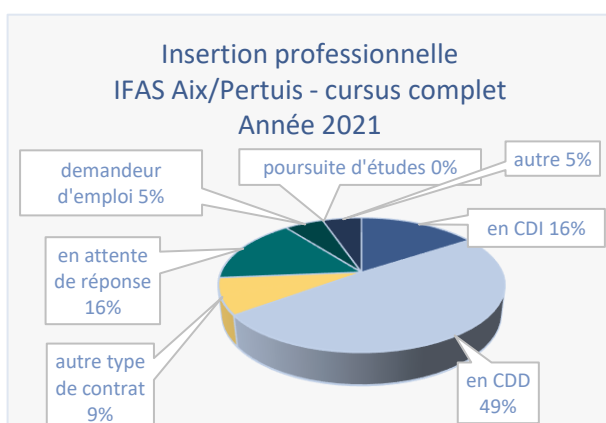 Insertion professionnelle
IFAS Aix/Pertuis - cursus complet
Année 2021
demandeur
d'emploi 5%
poursuite d'études 0%
autre 5%
en CDI 16%
en attente
de réponse
16%
autre type
de contrat
9%
en CDD
49%